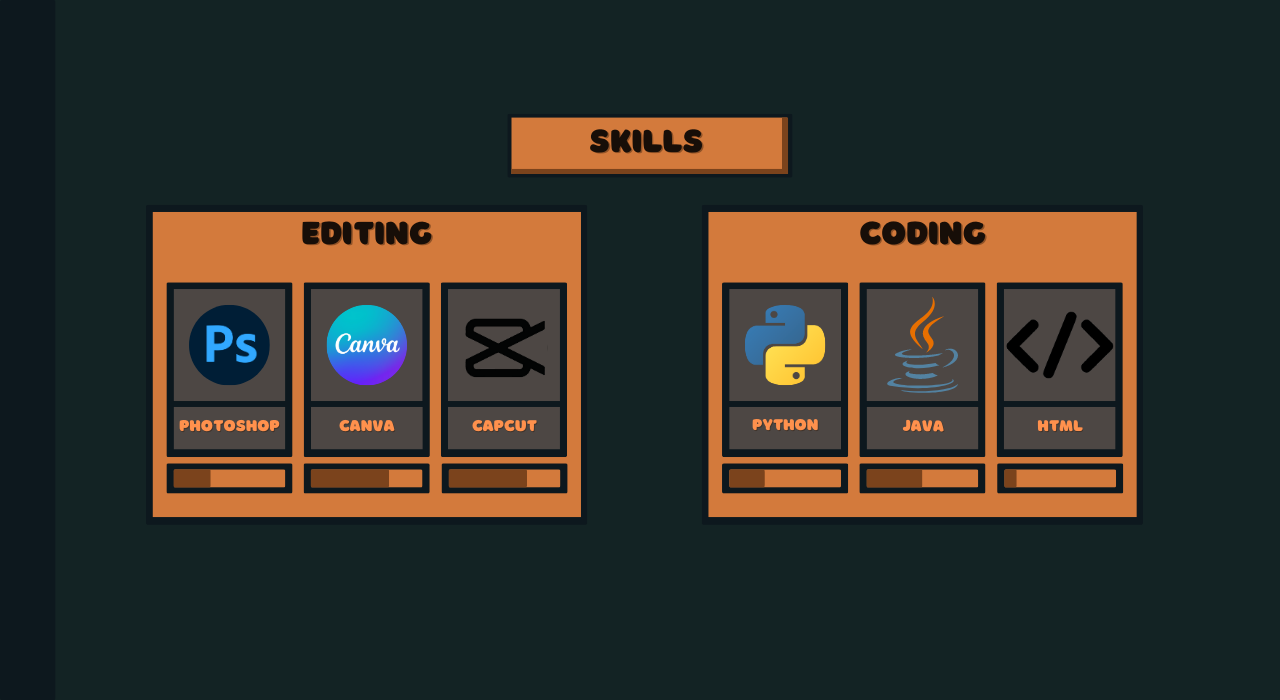 SKILLS
EDITING
Ps
Canva
PHOTOSHOP
CANVA
CAPCUT
CODING
</>
PYTHON
JAVA
HTML